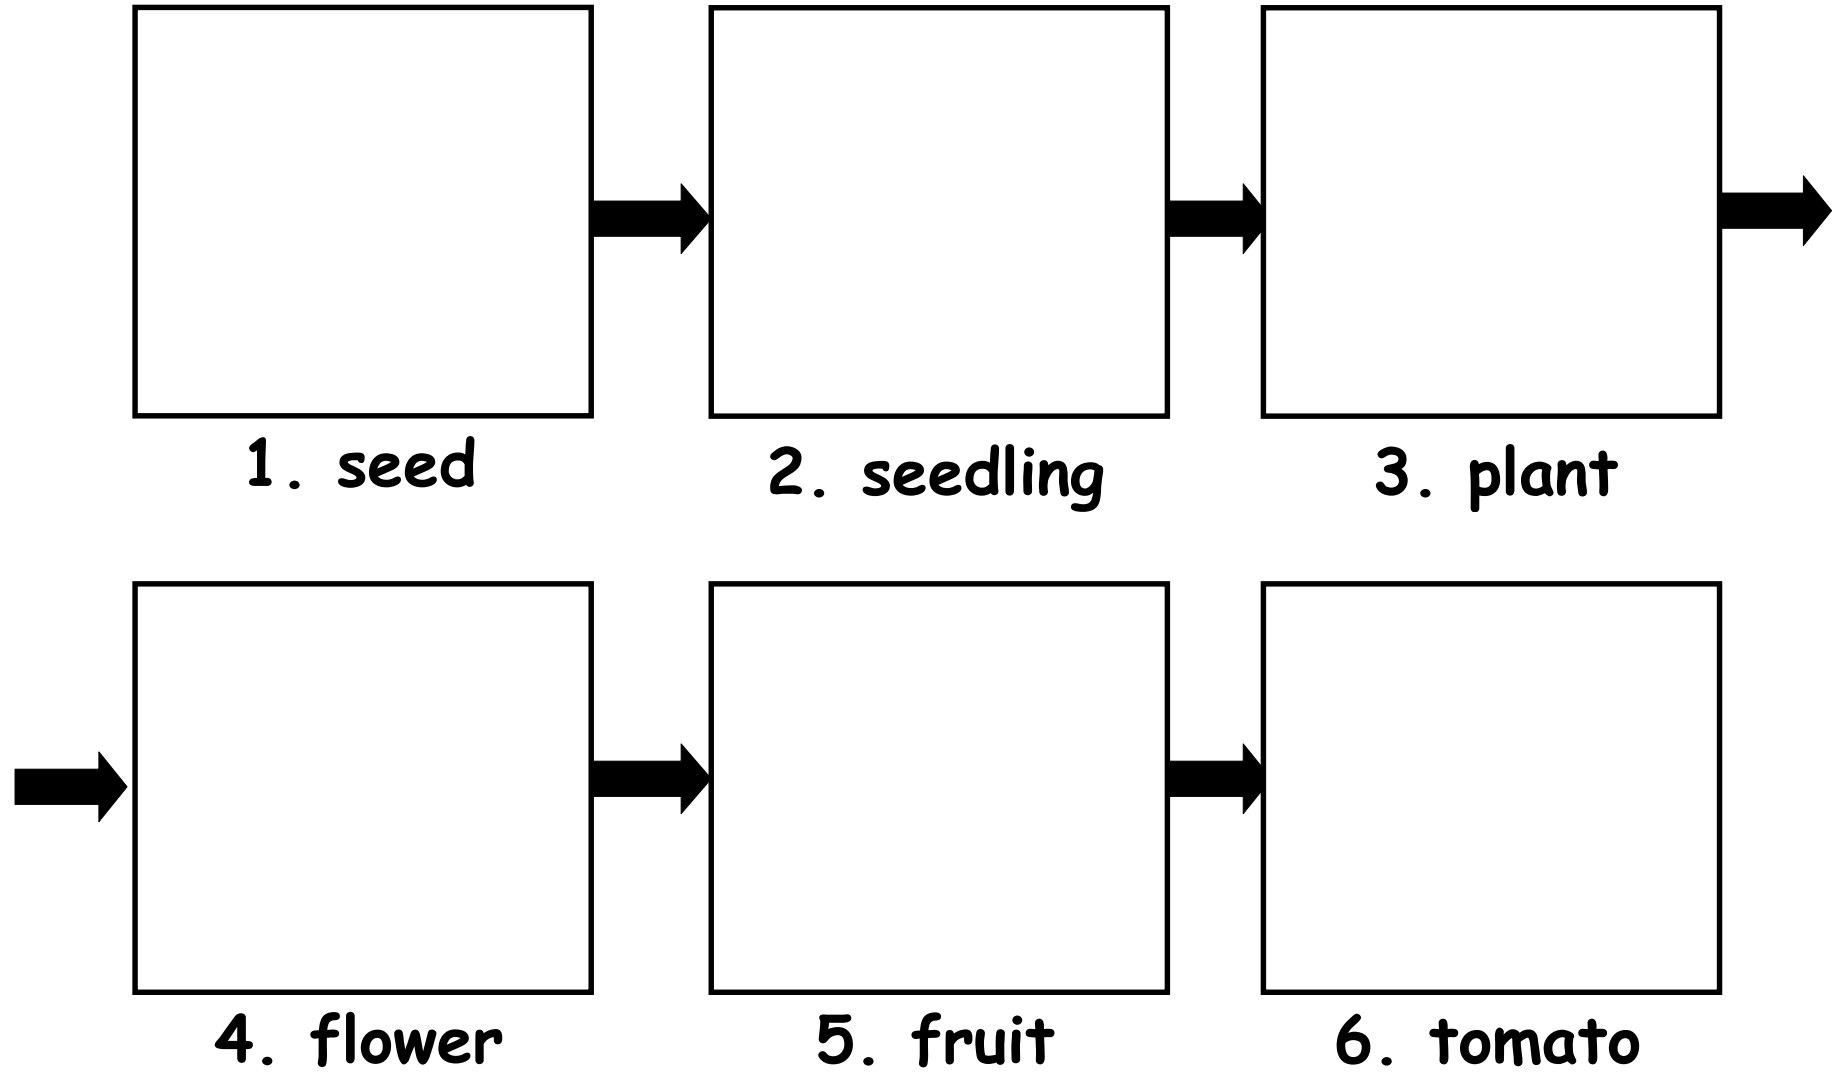 1. seed
2. seedling
3. plant
4. flower
5. fruit
6. tomato